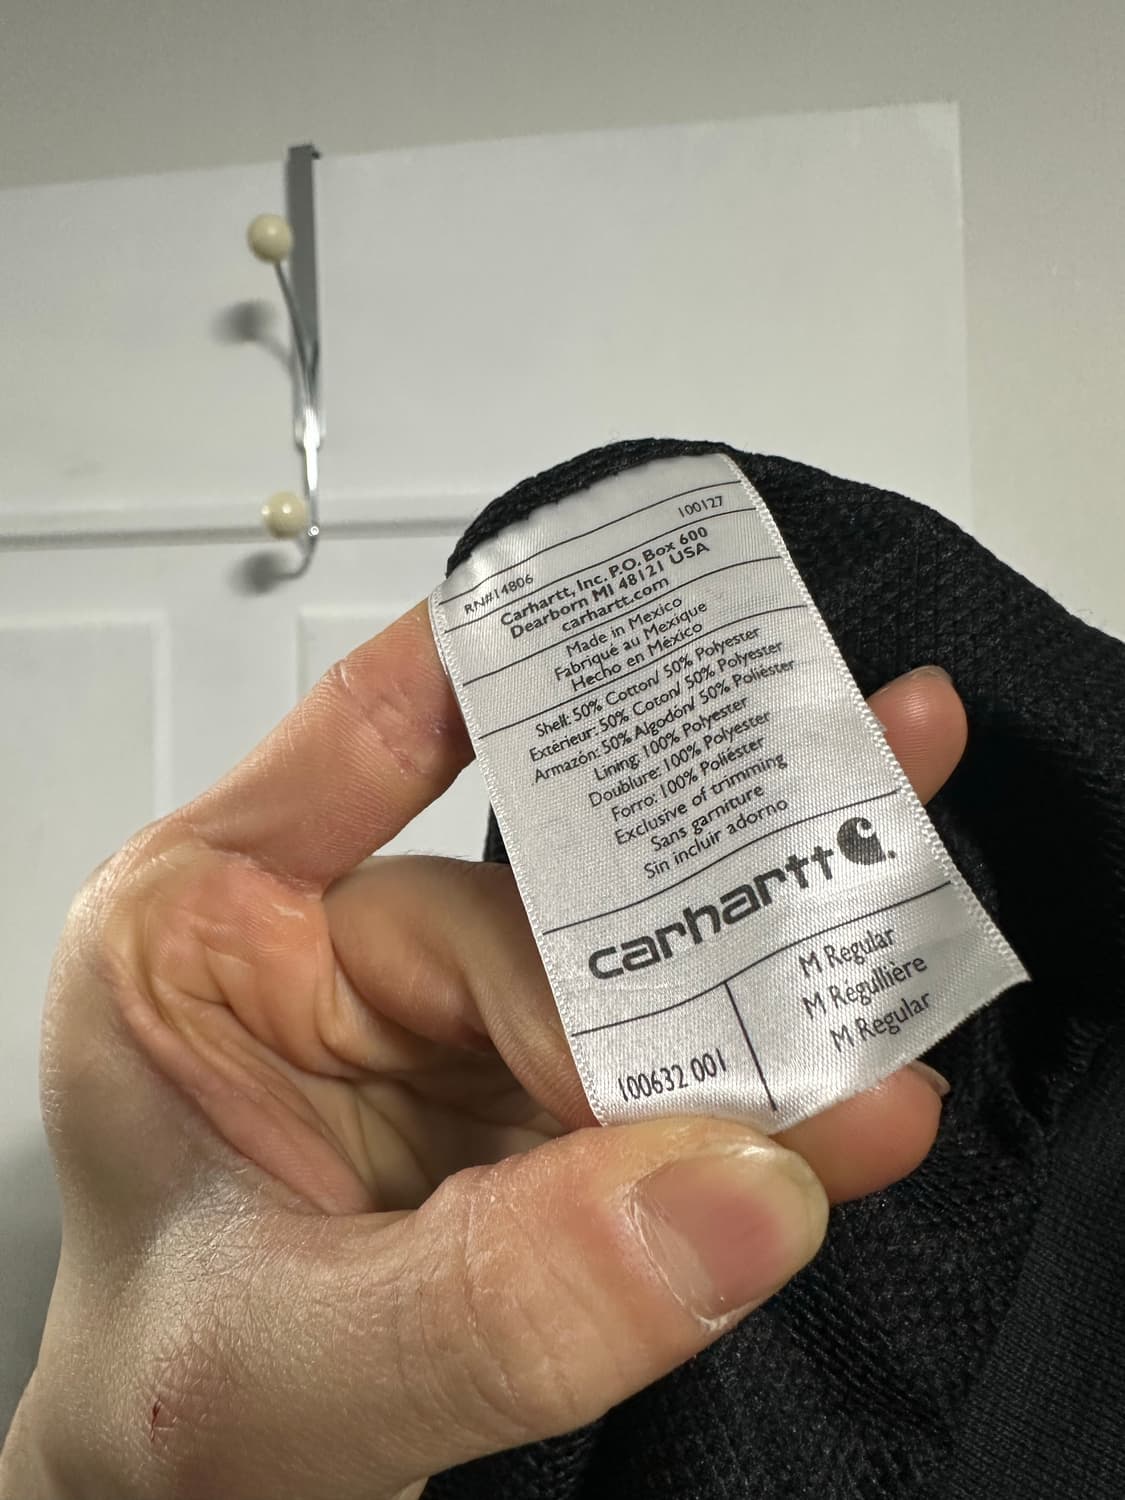 RN#14806 100127
Carhartt, Inc. P.O. Box 600
Dearborn MI 48121 USA
carhartt.com
Made in Mexico
Fabriqué au Mexique
Hecho en México
Shell: 50% Cotton/ 50% Polyester
Extérieur: 50% Coton/ 50% Polyester
Armazón: 50% Algodón/ 50% Poliéster
Lining: 100% Polyester
Doublure: 100% Polyester
Forro: 100% Poliéster
Exclusive of trimming
Sans garniture
Sin incluir adorno
carhartt
M Regular
M Regullière
M Regular
100632 001